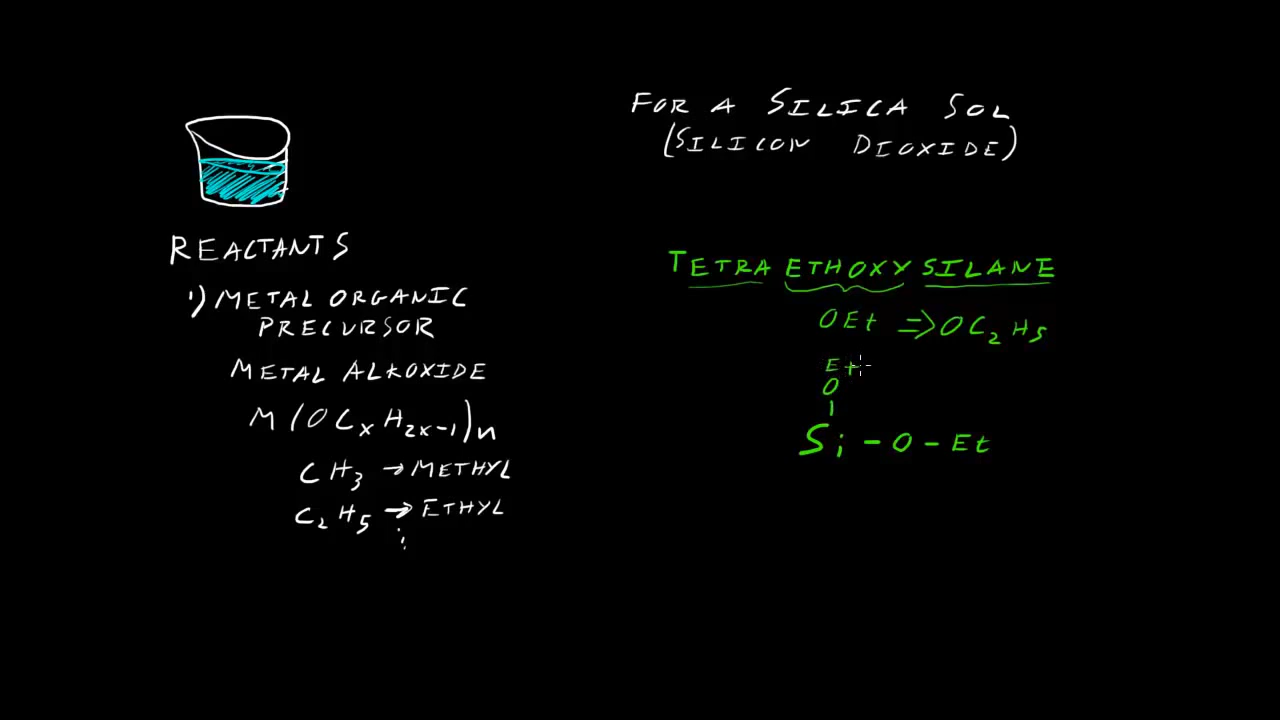 REACTANTS
1) METAL ORGANIC
PRECURSOR
METAL ALKOXIDE
M(OCxH2x-1)n
CH3 → METHYL
C2H5 → ETHYL
⋮
FOR A SILICA SOL
(SILICON DIOXIDE)
TETRA ETHOXY SILANE
OEt ⇒ OC2H5
Et
O
|
Si - O - Et